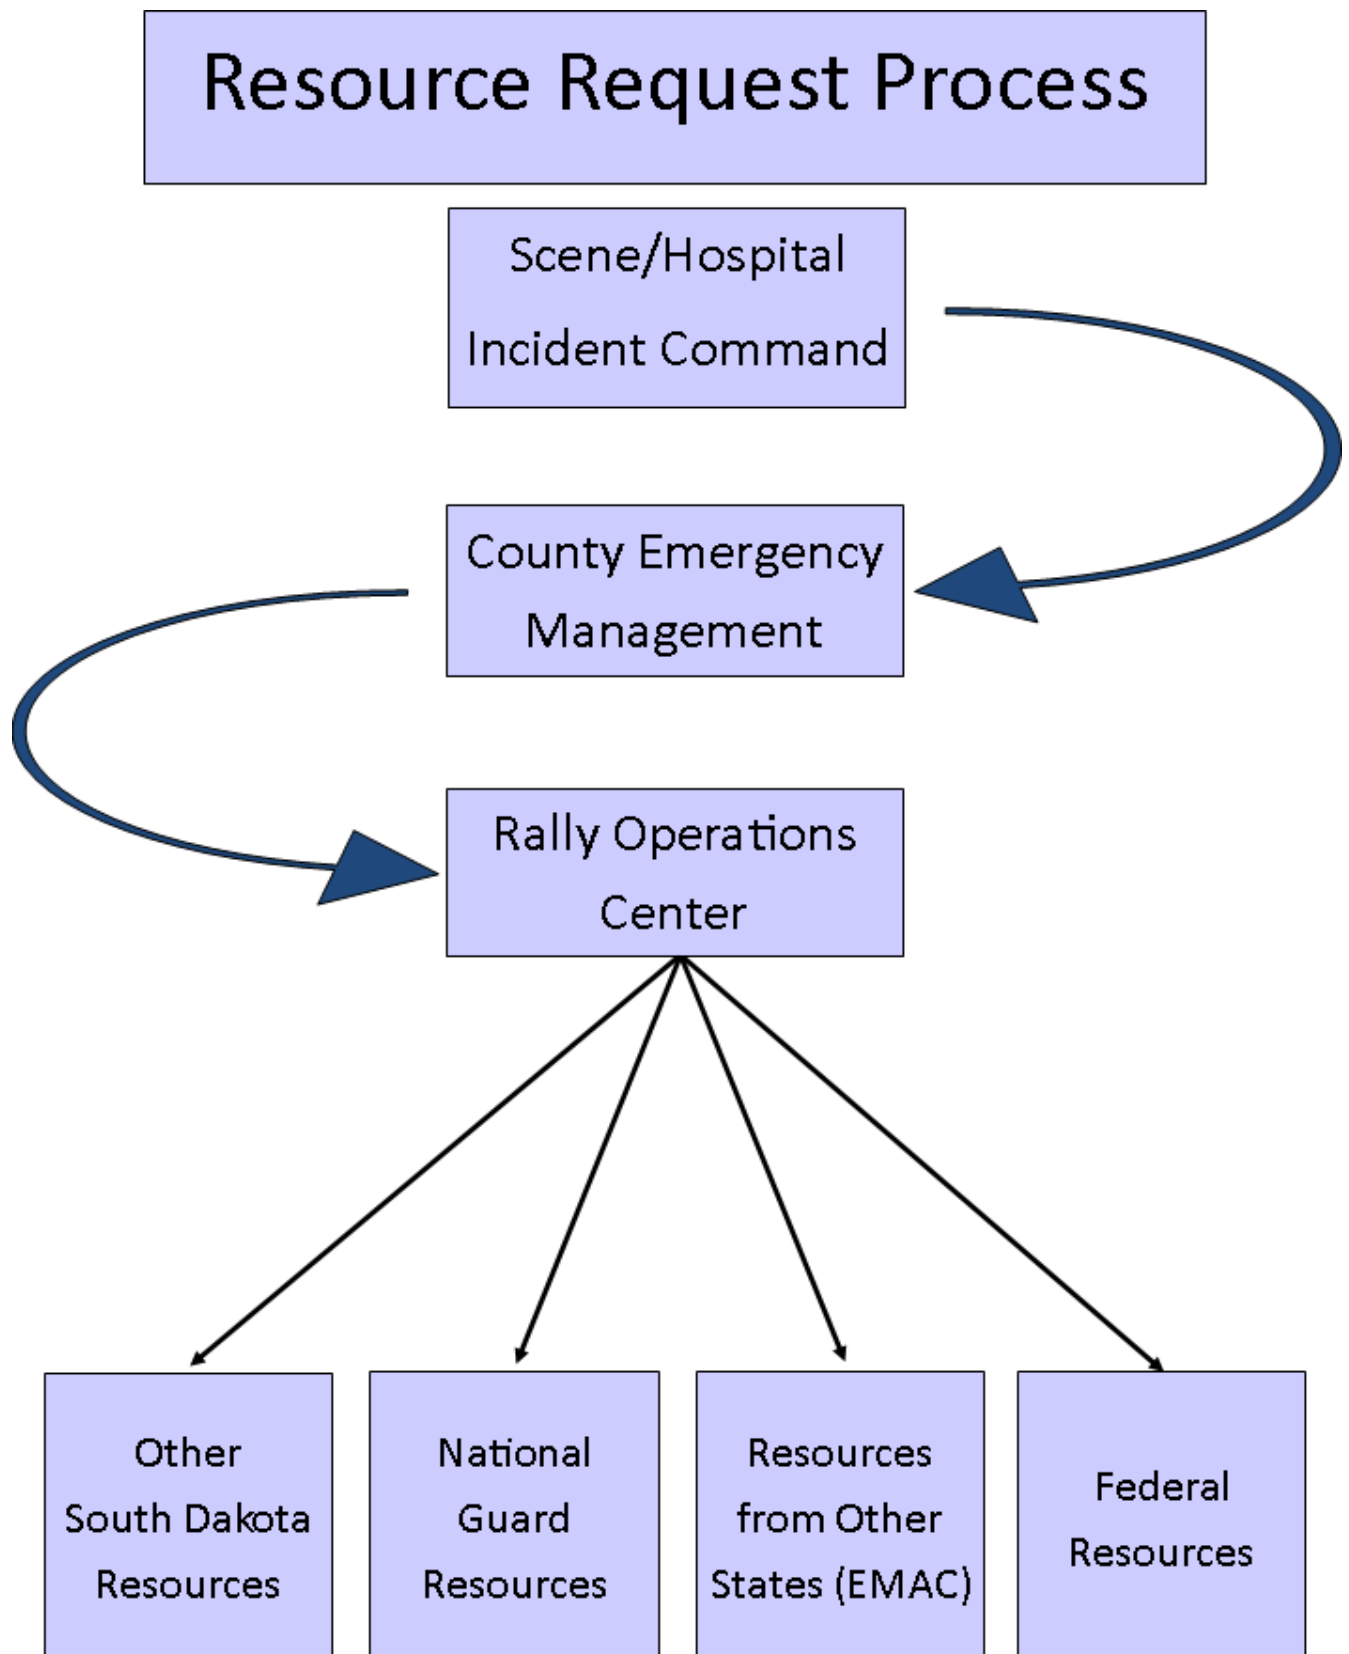 Resource Request Process
Scene/Hospital
Incident Command
County Emergency
Management
Rally Operations
Center
Other
South Dakota
Resources
National
Guard
Resources
Resources
from Other
States (EMAC)
Federal
Resources